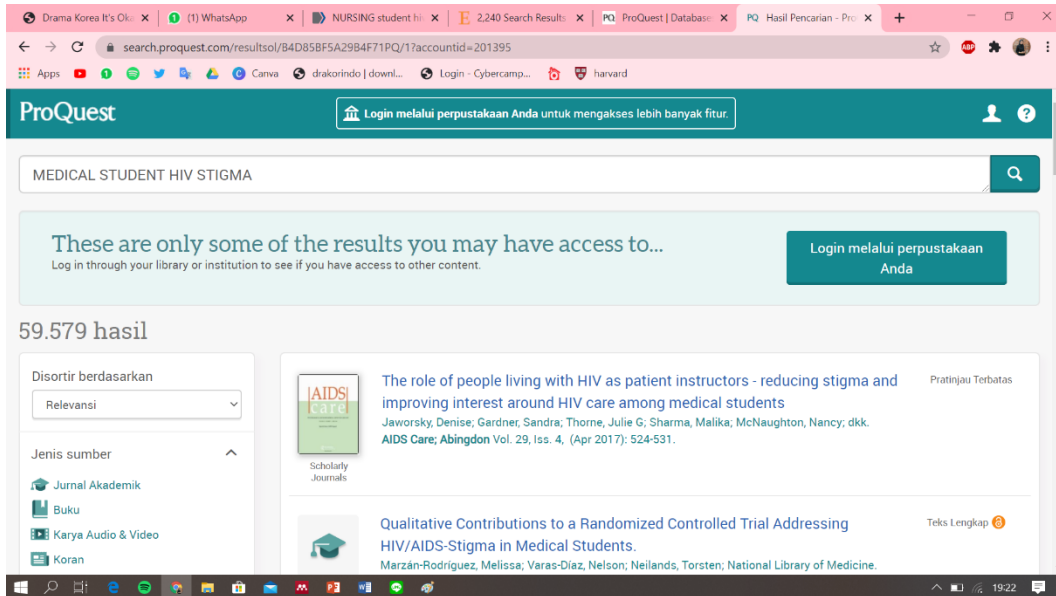 Drama Korea It's Oka
(1) WhatsApp
NURSING student hi
2,240 Search Results
PQ ProQuest | Database
PQ Hasil Pencarian - Pro
search.proquest.com/resultsol/B4D85BF5A29B4F71PQ/1?accountid=201395
ABP
Apps
Canva
drakorindo | downl...
Login - Cybercamp...
harvard
ProQuest
Login melalui perpustakaan Anda untuk mengakses lebih banyak fitur.
MEDICAL STUDENT HIV STIGMA
These are only some of the results you may have access to...
Log in through your library or institution to see if you have access to other content.
Login melalui perpustakaan
Anda
59.579 hasil
Disortir berdasarkan
Relevansi
Jenis sumber
Jurnal Akademik
Buku
Karya Audio & Video
Koran
AIDS
care
Scholarly
Journals
The role of people living with HIV as patient instructors - reducing stigma and
improving interest around HIV care among medical students
Jaworsky, Denise; Gardner, Sandra; Thorne, Julie G; Sharma, Malika; McNaughton, Nancy; dkk.
AIDS Care; Abingdon Vol. 29, Iss. 4, (Apr 2017): 524-531.
Pratinjau Terbatas
Qualitative Contributions to a Randomized Controlled Trial Addressing
HIV/AIDS-Stigma in Medical Students.
Marzán-Rodríguez, Melissa; Varas-Díaz, Nelson; Neilands, Torsten; National Library of Medicine.
Teks Lengkap
19:22